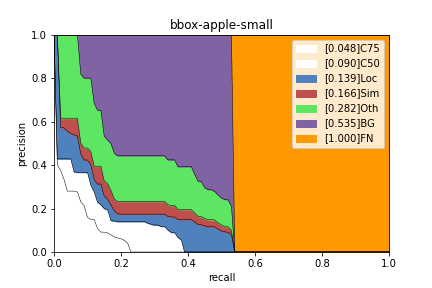 bbox-apple-small
1.0
0.8
0.6
0.4
0.2
0.0
precision
[0.048]C75
[0.090]C50
[0.139]Loc
[0.166]Sim
[0.282]Oth
[0.535]BG
[1.000]FN
0.0 0.2 0.4 0.6 0.8 1.0
recall